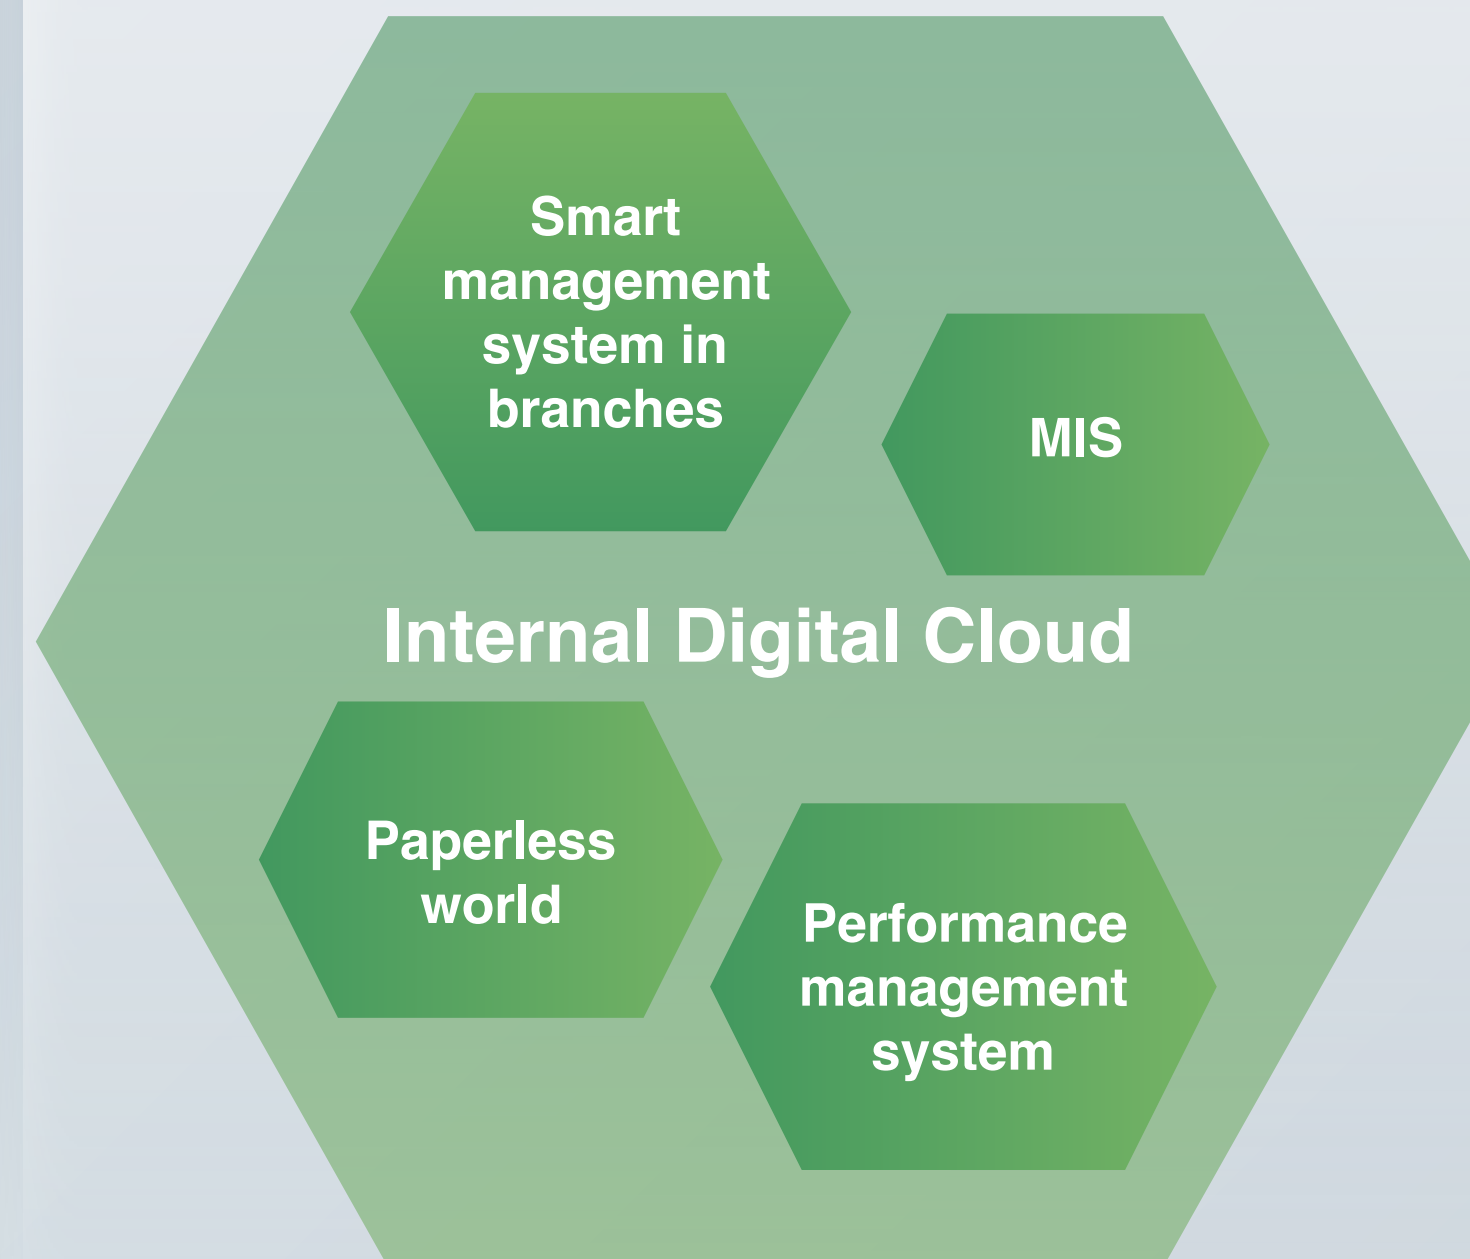 Smart
management
system in
branches
MIS
Internal Digital Cloud
Paperless
world
Performance
management
system